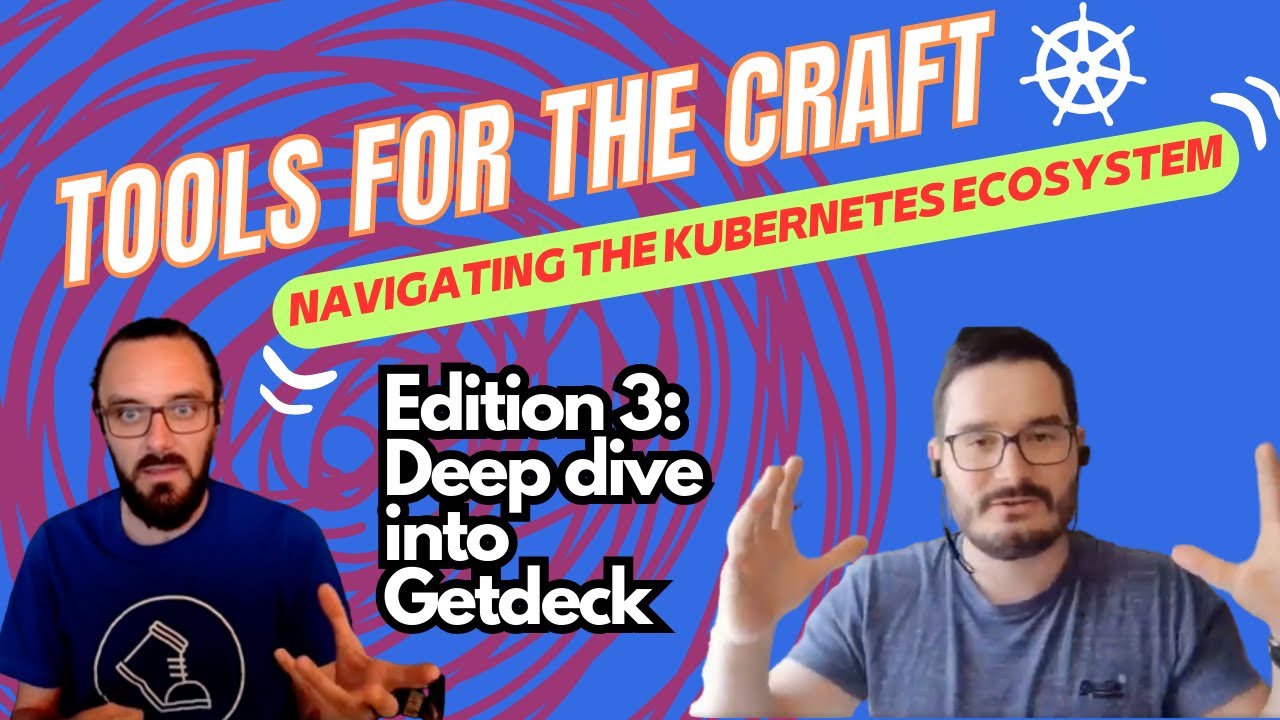 TOOLS FOR THE CRAFT
NAVIGATING THE KUBERNETES ECOSYSTEM
Edition 3:
Deep dive
into
Getdeck